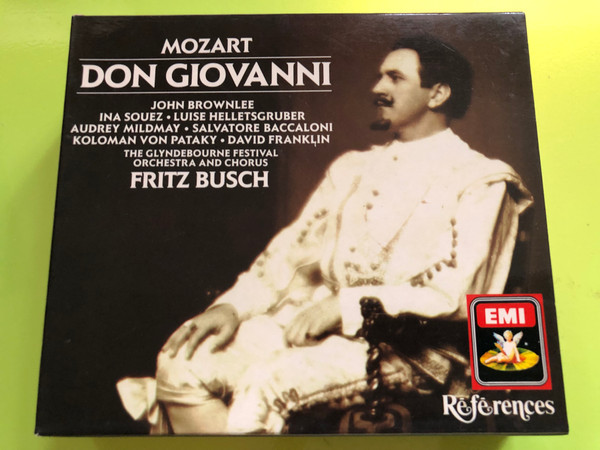 MOZART
DON GIOVANNI
JOHN BROWNLEE
INA SOUEZ • LUISE HELLETSGRUBER
AUDREY MILDMAY • SALVATORE BACCALONI
KOLOMAN VON PATAKY • DAVID FRANKLIN
THE GLYNDEBOURNE FESTIVAL
ORCHESTRA AND CHORUS
FRITZ BUSCH
EMI
Références